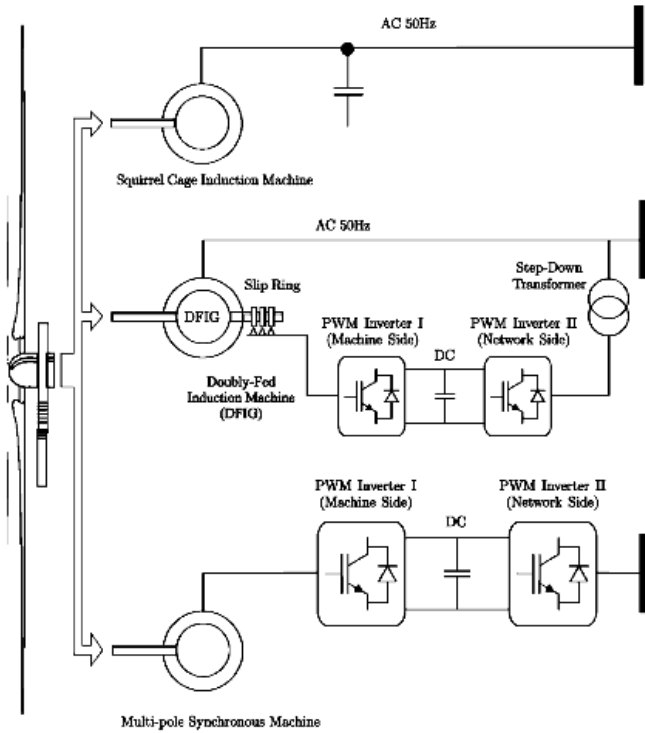 AC 50Hz
Squirrel Cage Induction Machine
AC 50Hz
Slip Ring
Step-Down
Transformer
DFIG
PWM Inverter I
(Machine Side)
DC
PWM Inverter II
(Network Side)
Doubly-Fed
Induction Machine
(DFIG)
PWM Inverter I
(Machine Side)
DC
PWM Inverter II
(Network Side)
Multi-pole Synchronous Machine